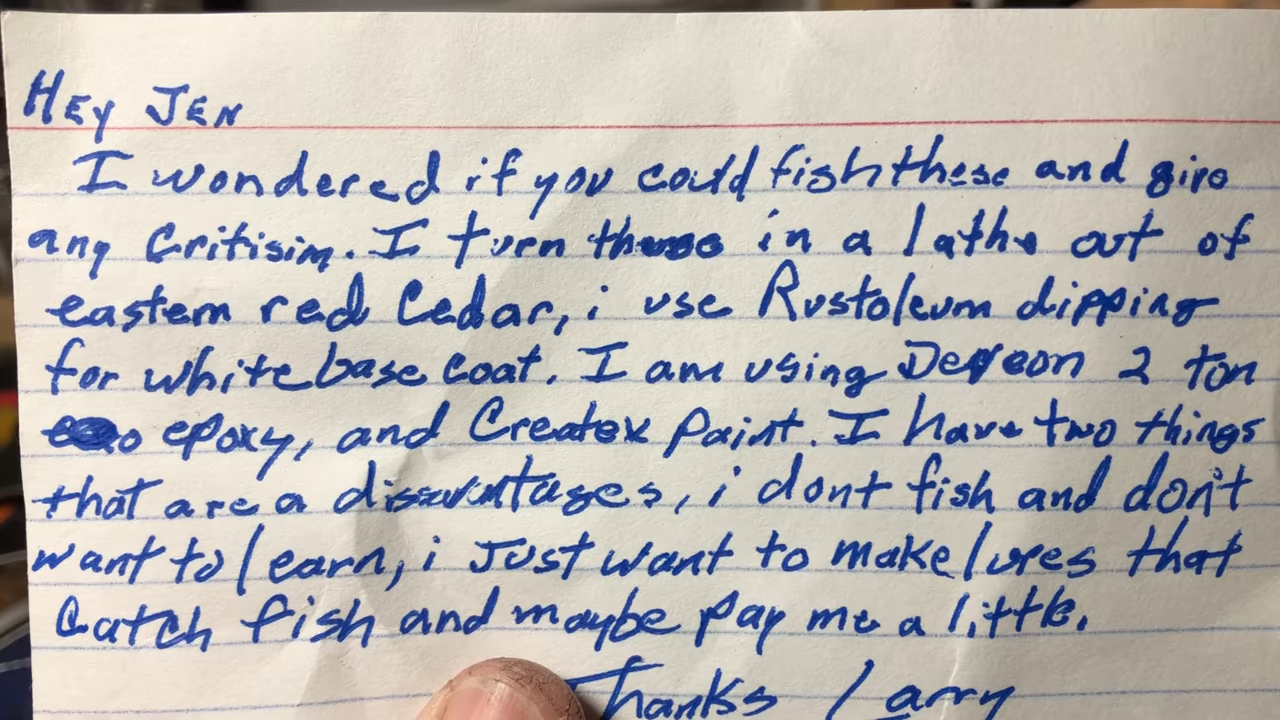 Hey Jen
I wondered if you could fish these and give
any Critisim. I turn these in a lathe out of
eastern red Cedar, i use Rustoleum dipping
for white base coat. I am using Devcon 2 ton
epoxy, and Createx paint. I have two things
that are a disavantages, i dont fish and don't
want to learn, i Just want to make lures that
Catch fish and maybe pay me a little.
Thanks Larry